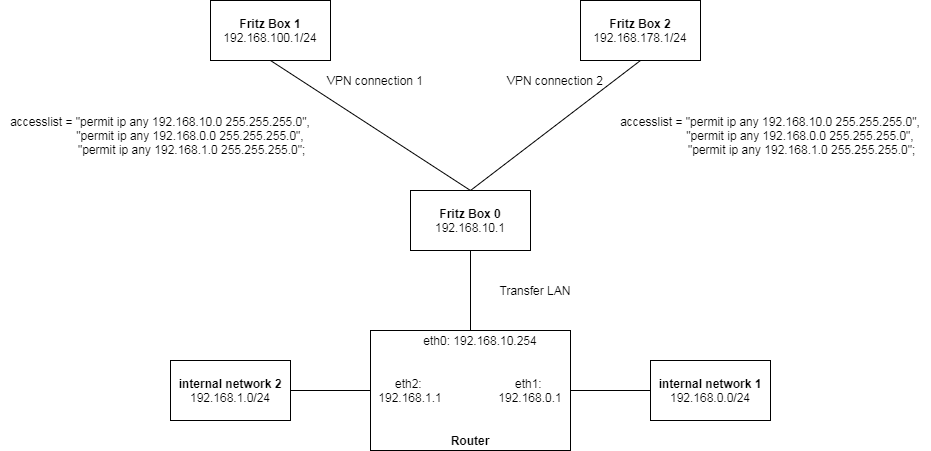 Fritz Box 1
192.168.100.1/24
Fritz Box 2
192.168.178.1/24
VPN connection 1
VPN connection 2
accesslist = "permit ip any 192.168.10.0 255.255.255.0",
"permit ip any 192.168.0.0 255.255.255.0",
"permit ip any 192.168.1.0 255.255.255.0";
accesslist = "permit ip any 192.168.10.0 255.255.255.0",
"permit ip any 192.168.0.0 255.255.255.0",
"permit ip any 192.168.1.0 255.255.255.0";
Fritz Box 0
192.168.10.1
Transfer LAN
eth0: 192.168.10.254
internal network 2
192.168.1.0/24
eth2:
192.168.1.1
eth1:
192.168.0.1
internal network 1
192.168.0.0/24
Router